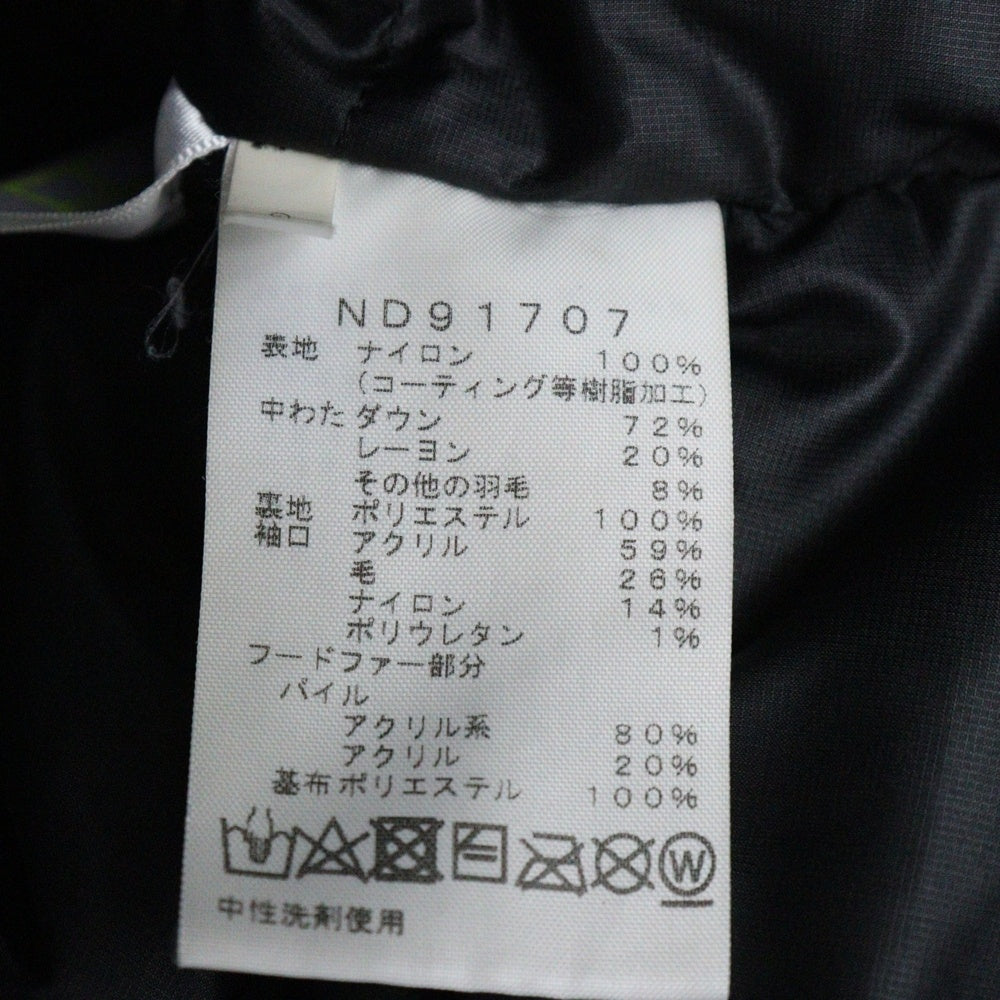 ND91707
表地 ナイロン 100%
(コーティング等樹脂加工)
中わた ダウン 72%
レーヨン 20%
その他の羽毛 8%
裏地 ポリエステル 100%
袖口 アクリル 59%
毛 26%
ナイロン 14%
ポリウレタン 1%
フードファー部分
パイル
アクリル系 80%
アクリル 20%
基布 ポリエステル 100%
W
中性洗剤使用